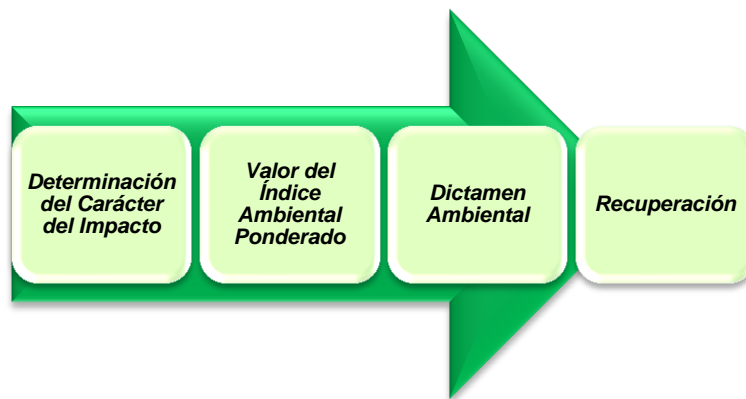 Determinación
del Carácter
del Impacto
Valor del
Índice
Ambiental
Ponderado
Dictamen
Ambiental
Recuperación